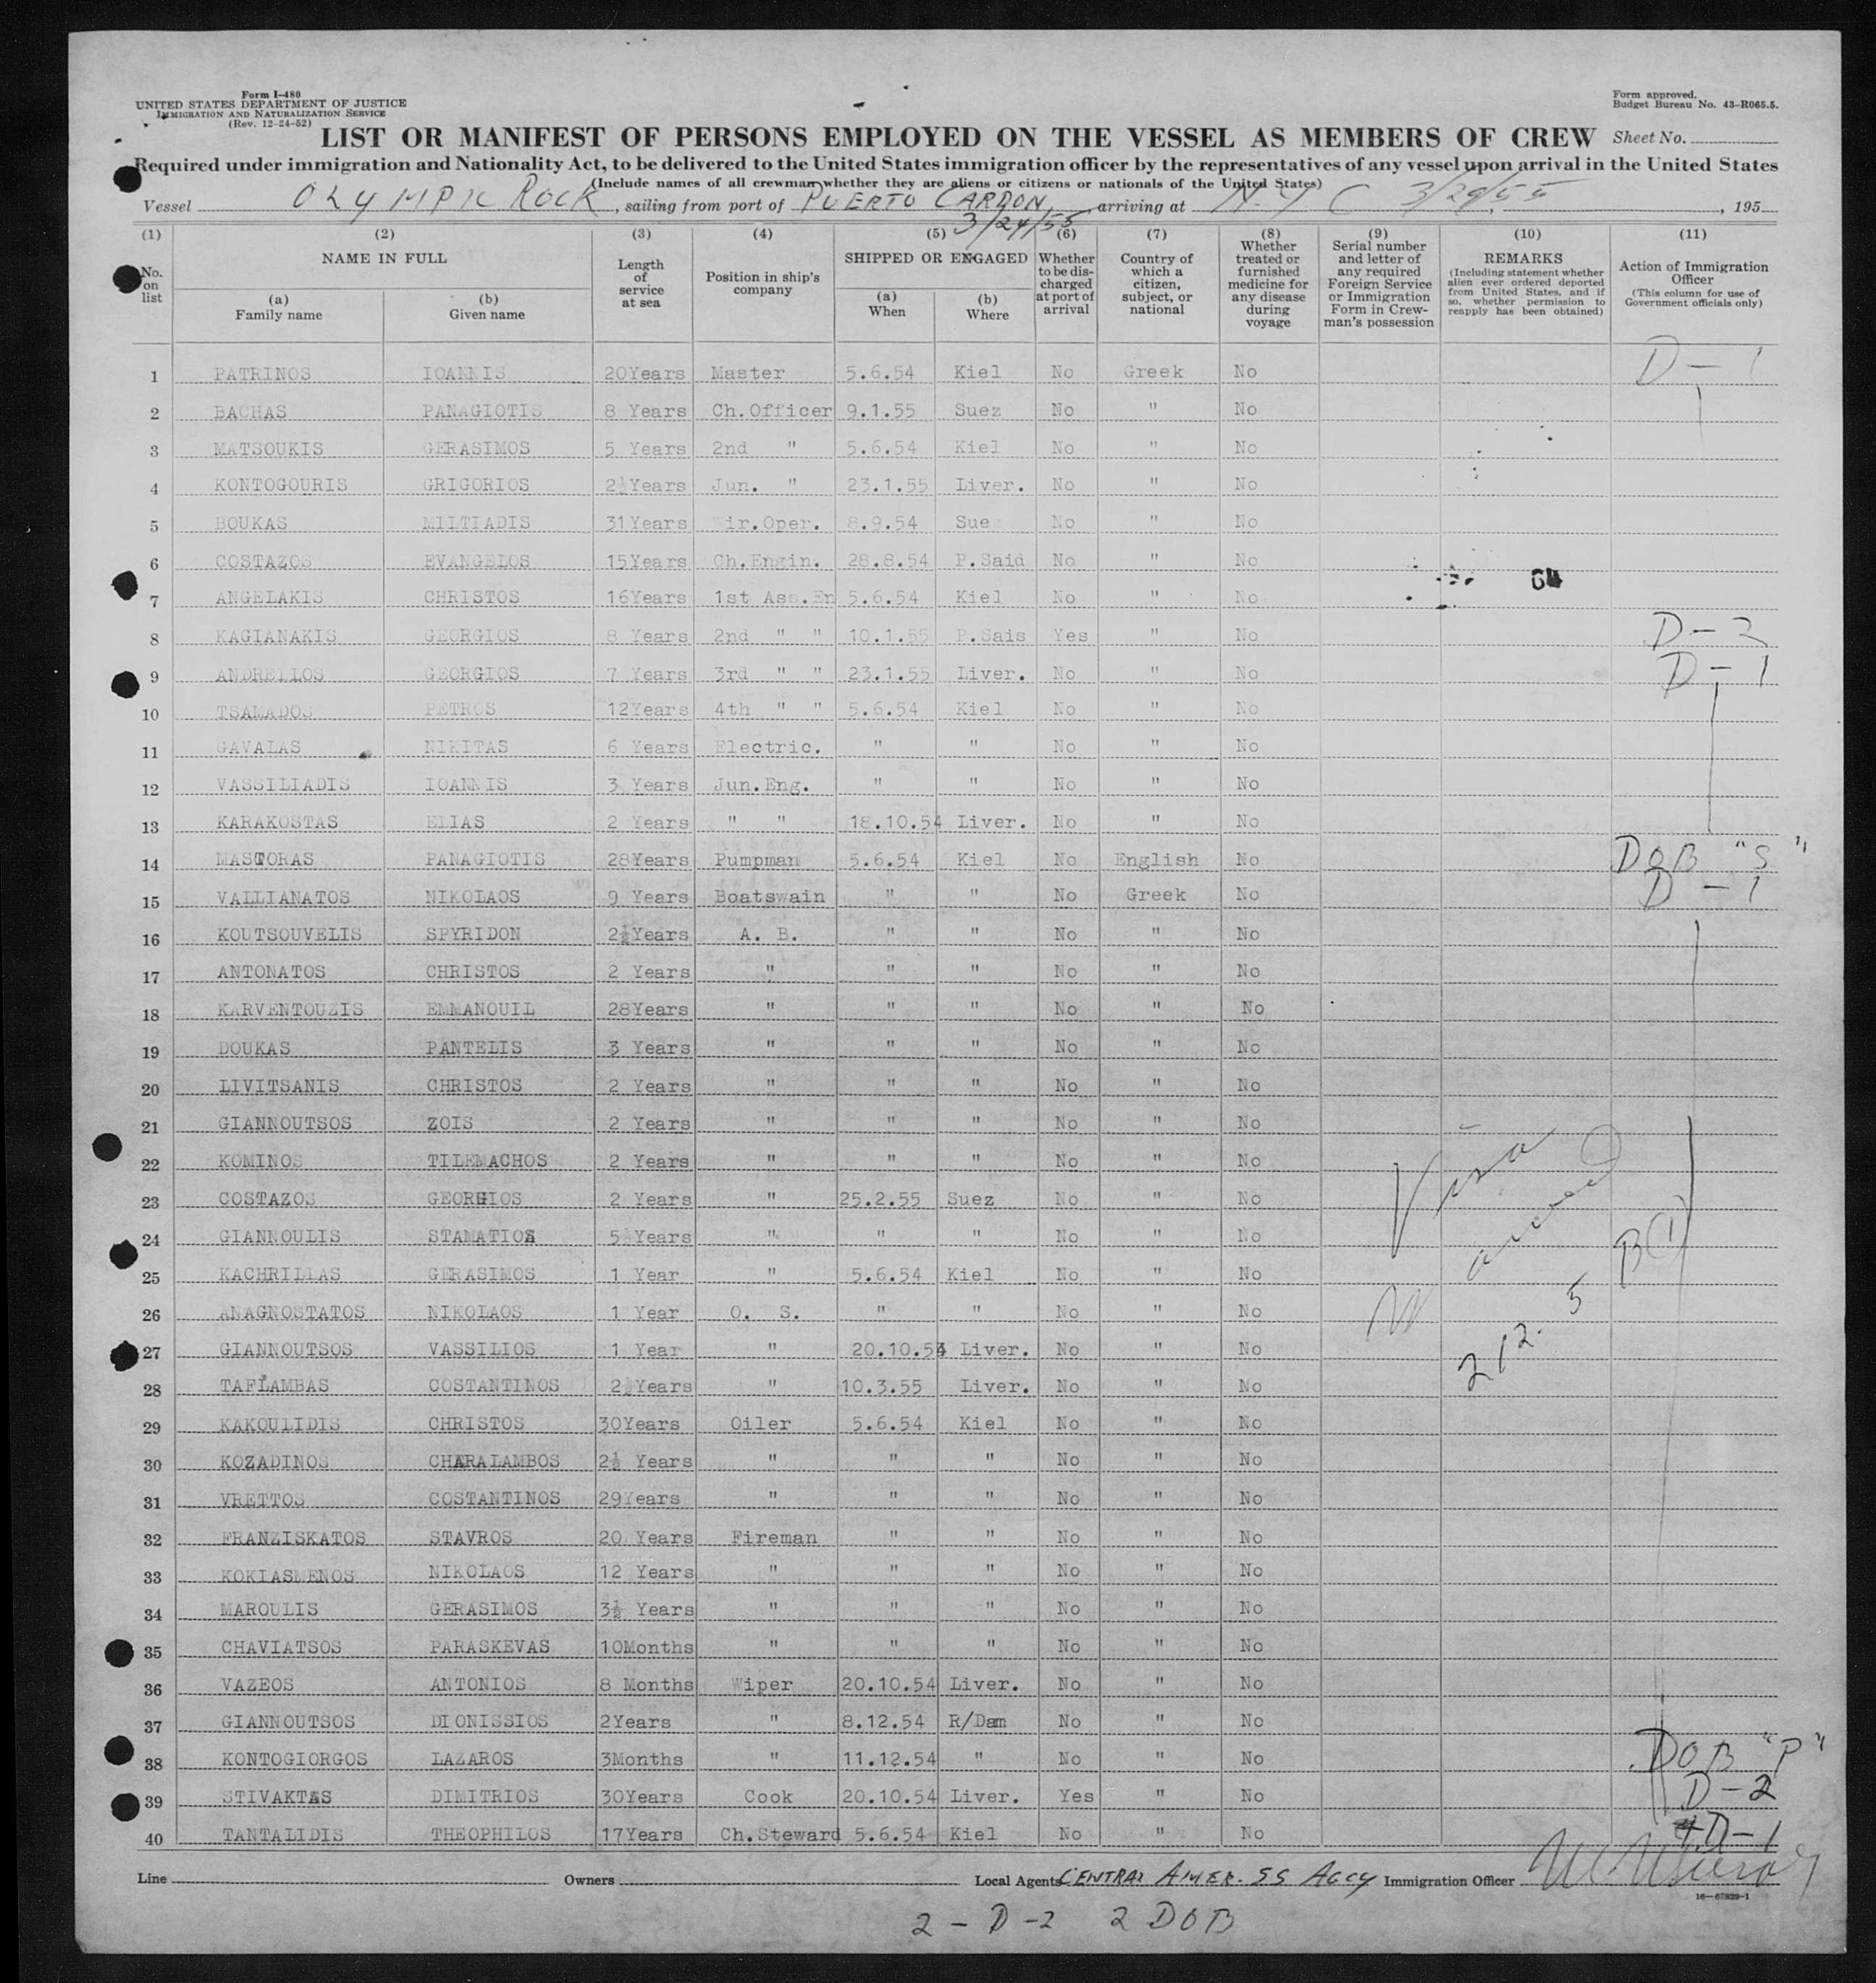 Form I-480
UNITED STATES DEPARTMENT OF JUSTICE
IMMIGRATION AND NATURALIZATION SERVICE
(Rev. 12-24-52)
Form approved.
Budget Bureau No. 43-R065.5.
LIST OR MANIFEST OF PERSONS EMPLOYED ON THE VESSEL AS MEMBERS OF CREW Sheet No.
Required under immigration and Nationality Act, to be delivered to the United States immigration officer by the representatives of any vessel upon arrival in the United States
(Include names of all crewman whether they are aliens or citizens or nationals of the United States)
Vessel OLYMPIC ROCK, sailing from port of PUERTO CARDON, arriving at N.Y C 3/29/55, 195
3/24/55
(1) (2) (3) (4) (5) (6) (7) (8) (9) (10) (11)
No. on list
NAME IN FULL
(a) Family name
(b) Given name
Length of service at sea
Position in ship's company
SHIPPED OR ENGAGED
(a) When
(b) Where
Whether to be discharged at port of arrival
Country of which a citizen, subject, or national
Whether treated or furnished medicine for any disease during voyage
Serial number and letter of any required Foreign Service or Immigration Form in Crewman's possession
REMARKS
(Including statement whether alien ever ordered deported from United States, and if so, whether permission to reapply has been obtained)
Action of Immigration Officer
(This column for use of Government officials only)
1 PATRINOS IOANNIS 20Years Master 5.6.54 Kiel No Greek No D-1
2 BACHAS PANAGIOTIS 8 Years Ch.Officer 9.1.55 Suez No " No
3 MATSOUKIS GERASIMOS 5 Years 2nd " 5.6.54 Kiel No " No
4 KONTOGOURIS GRIGORIOS 2½Years Jun. " 23.1.55 Liver. No " No
5 BOUKAS MILTIADIS 31Years Wir.Oper. 8.9.54 Sue No " No
6 COSTAZOS EVANGELOS 15Years Ch.Engin. 28.8.54 P.Said No " No
64
7 ANGELAKIS CHRISTOS 16Years 1st Ass.En 5.6.54 Kiel No " No
8 KAGIANAKIS GEORGIOS 8 Years 2nd " " 10.1.55 P.Sais Yes " No D-2
9 ANDRELLOS GEORGIOS 7 Years 3rd " " 23.1.55 Liver. No " No D-1
10 TSAMADOS PETROS 12Years 4th " " 5.6.54 Kiel No " No
11 GAVALAS NIKITAS 6 Years Electric. " " No " No
12 VASSILIADIS IOANNIS 3 Years Jun.Eng. " " No " No
13 KARAKOSTAS ELIAS 2 Years " " 18.10.54 Liver. No " No
14 MASTORAS PANAGIOTIS 28Years Pumpman 5.6.54 Kiel No English No DOB "S"
15 VALLIANATOS NIKOLAOS 9 Years Boatswain " " No Greek No D-1
16 KOUTSOUVELIS SPYRIDON 2½Years A. B. " " No " No
17 ANTONATOS CHRISTOS 2 Years " " " No " No
18 KARVENTOUZIS EMMANOUIL 28Years " " " No " No
19 DOUKAS PANTELIS 3 Years " " " No " No
20 LIVITSANIS CHRISTOS 2 Years " " " No " No
21 GIANNOUTSOS ZOIS 2 Years " " " No " No
22 KOMINOS TILEMACHOS 2 Years " " " No " No
23 COSTAZOS GEORGIOS 2 Years " 25.2.55 Suez No " No
24 GIANNOULIS STAMATIOS 5½Years " " " No " No
25 KACHRILLAS GERASIMOS 1 Year " 5.6.54 Kiel No " No
26 ANAGNOSTATOS NIKOLAOS 1 Year O. S. " " No " No
27 GIANNOUTSOS VASSILIOS 1 Year " 20.10.54 Liver. No " No
28 TAFLAMBAS COSTANTINOS 2½Years " 10.3.55 Liver. No " No
Visa waived
212.5
B(1)
29 KAKOULIDIS CHRISTOS 30Years Oiler 5.6.54 Kiel No " No
30 KOZADINOS CHARALAMBOS 2½ Years " " " No " No
31 VRETTOS COSTANTINOS 29Years " " " No " No
32 FRANZISKATOS STAVROS 20 Years Fireman " " No " No
33 KOKIASMENOS NIKOLAOS 12 Years " " " No " No
34 MAROULIS GERASIMOS 3½ Years " " " No " No
35 CHAVIATSOS PARASKEVAS 10Months " " " No " No
36 VAZEOS ANTONIOS 8 Months Wiper 20.10.54 Liver. No " No
37 GIANNOUTSOS DIONISSIOS 2Years " 8.12.54 R/Dam No " No
38 KONTOGIORGOS LAZAROS 3Months " 11.12.54 " No " No DOB "P"
39 STIVAKTAS DIMITRIOS 30Years Cook 20.10.54 Liver. Yes " No D-2
40 TANTALIDIS THEOPHILOS 17Years Ch.Steward 5.6.54 Kiel No " No D-1
Line Owners Local Agents CENTRAL AMER. SS AGCY Immigration Officer
16-67829-1
2-D-2 2 DOB